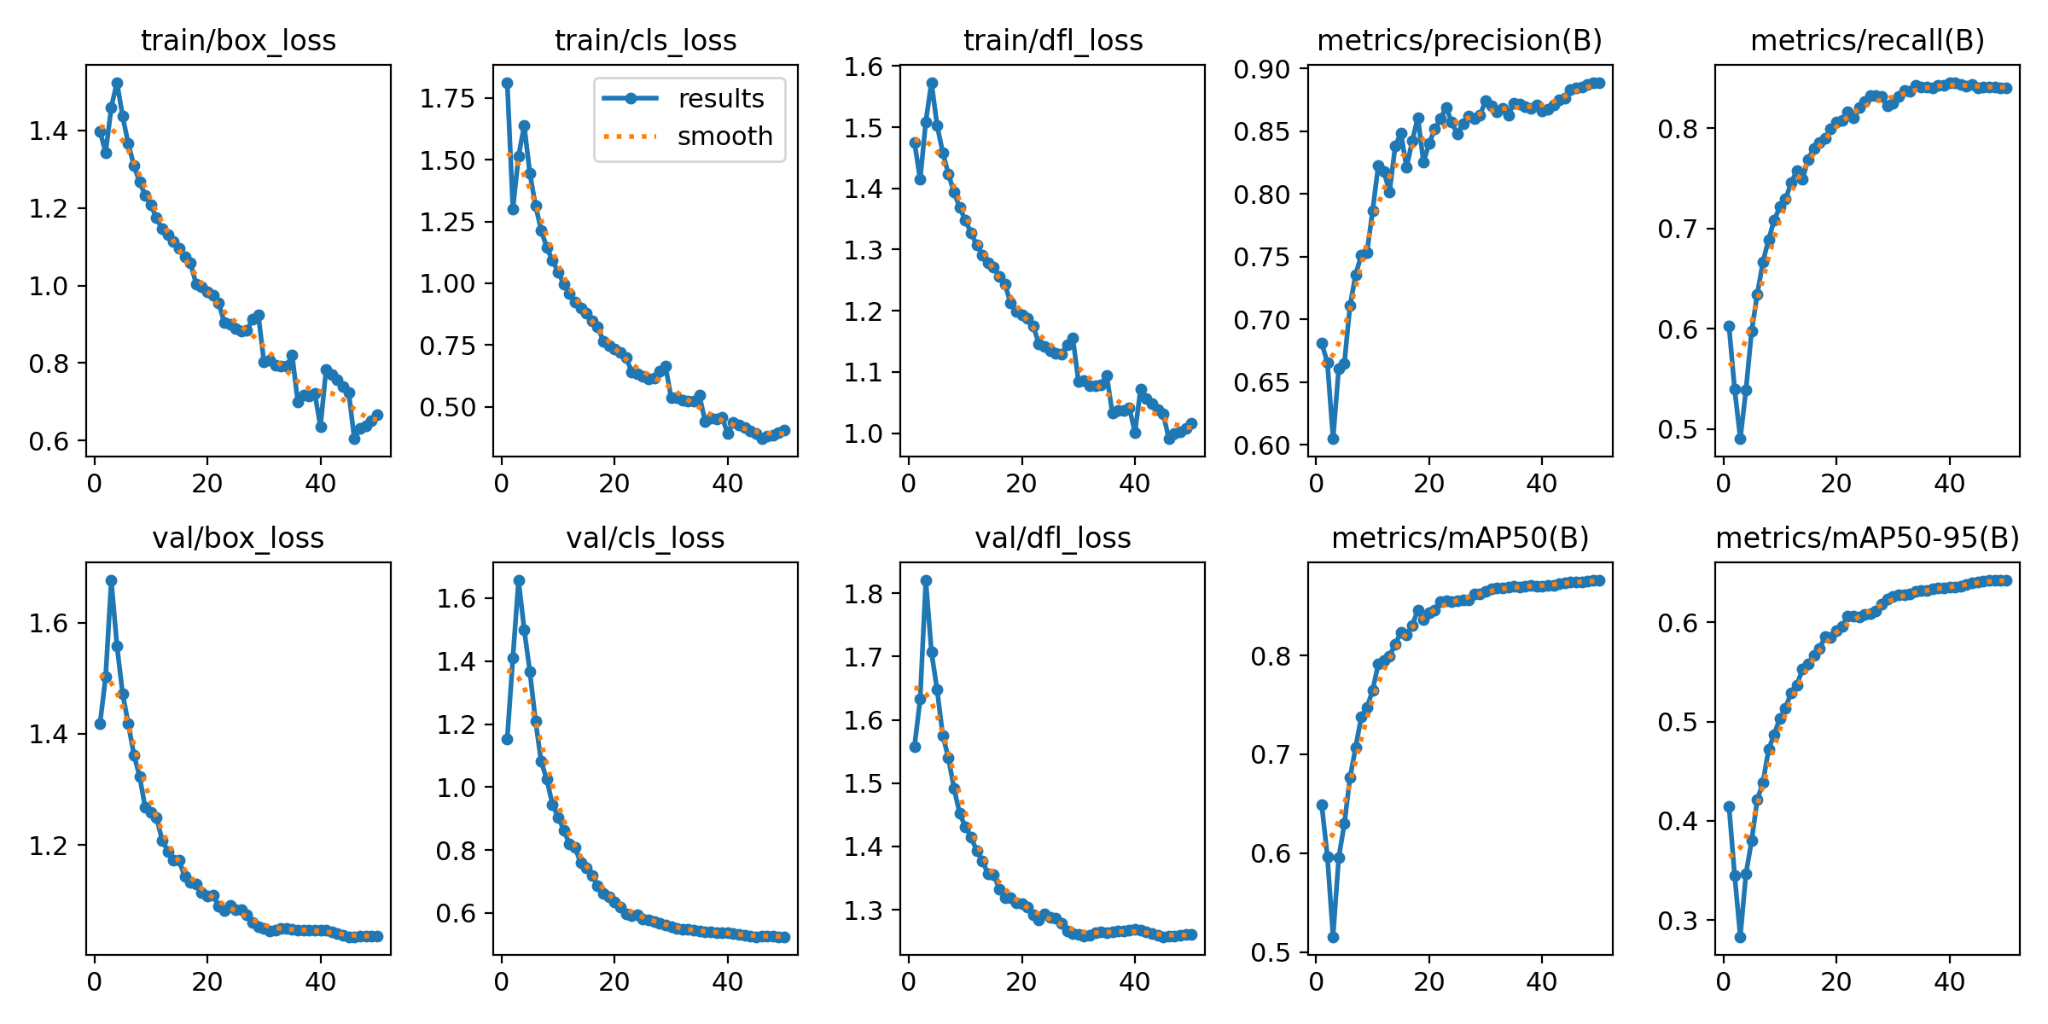 train/box_loss
train/cls_loss
train/dfl_loss
metrics/precision(B)
metrics/recall(B)
results
smooth
1.4
1.2
1.0
0.8
0.6
0 20 40
1.75
1.50
1.25
1.00
0.75
0.50
0 20 40
1.6
1.5
1.4
1.3
1.2
1.1
1.0
0 20 40
0.90
0.85
0.80
0.75
0.70
0.65
0.60
0 20 40
0.8
0.7
0.6
0.5
0 20 40
val/box_loss
val/cls_loss
val/dfl_loss
metrics/mAP50(B)
metrics/mAP50-95(B)
1.6
1.4
1.2
0 20 40
1.6
1.4
1.2
1.0
0.8
0.6
0 20 40
1.8
1.7
1.6
1.5
1.4
1.3
0 20 40
0.8
0.7
0.6
0.5
0 20 40
0.6
0.5
0.4
0.3
0 20 40